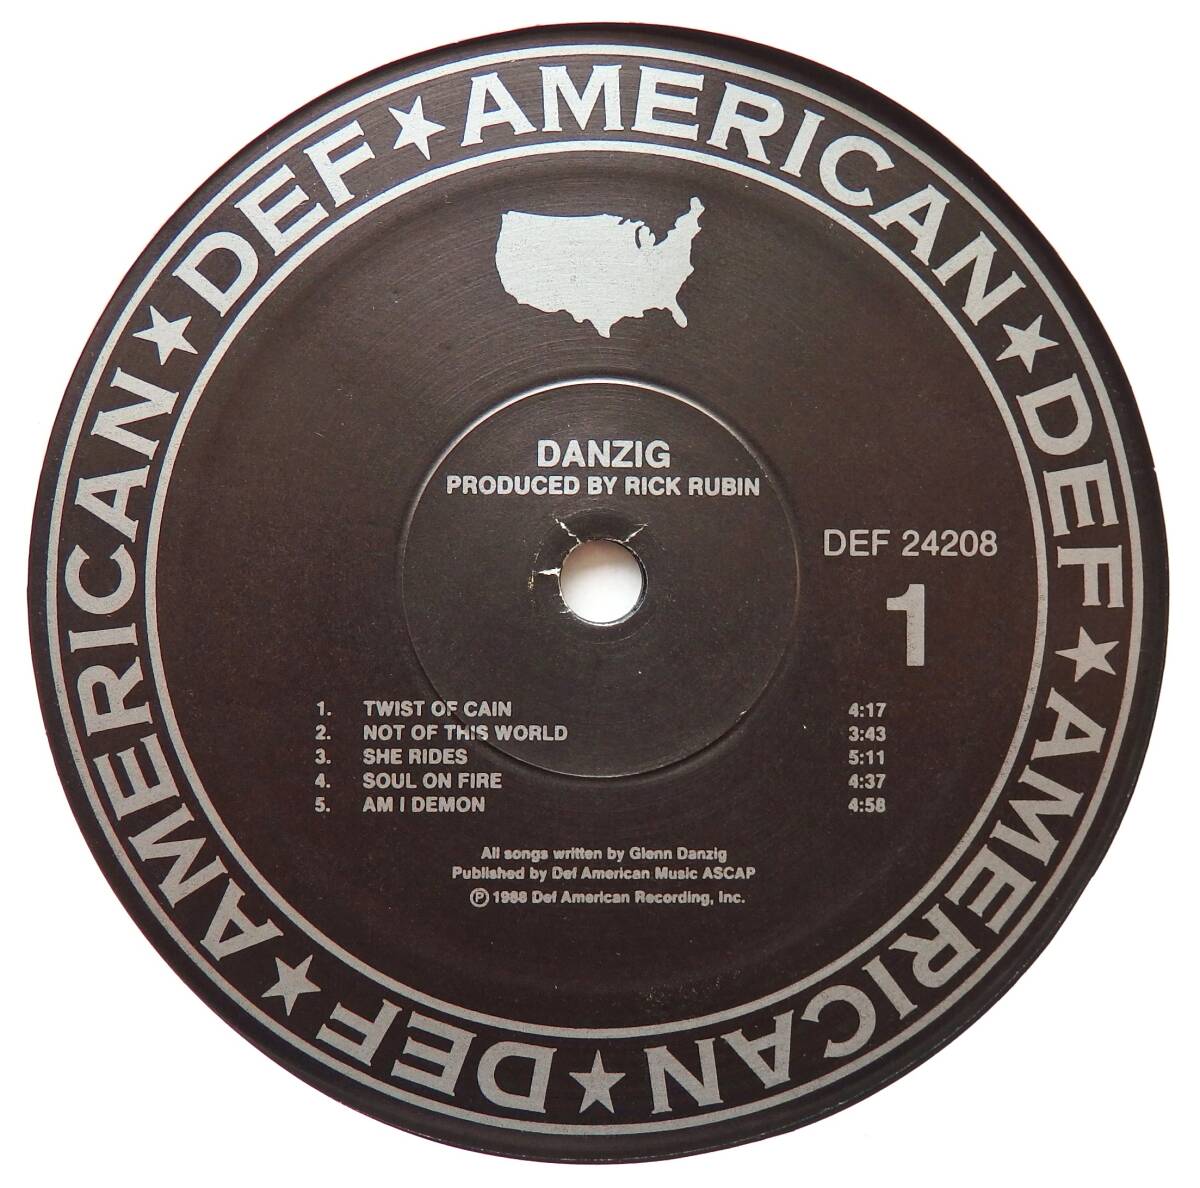 DEF ★ AMERICAN ★ DEF ★ AMERICAN ★ DEF ★ AMERICAN ★
DANZIG
PRODUCED BY RICK RUBIN
DEF 24208
1
1. TWIST OF CAIN 4:17
2. NOT OF THIS WORLD 3:43
3. SHE RIDES 5:11
4. SOUL ON FIRE 4:37
5. AM I DEMON 4:58
All songs written by Glenn Danzig
Published by Def American Music ASCAP
Ⓟ 1988 Def American Recording, Inc.